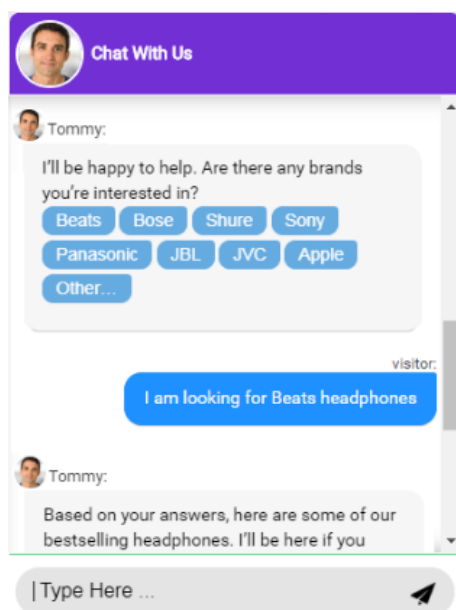 Chat With Us
Tommy:
I'll be happy to help. Are there any brands
you're interested in?
Beats Bose Shure Sony
Panasonic JBL JVC Apple
Other...
visitor:
I am looking for Beats headphones
Tommy:
Based on your answers, here are some of our
bestselling headphones. I'll be here if you
Type Here ...